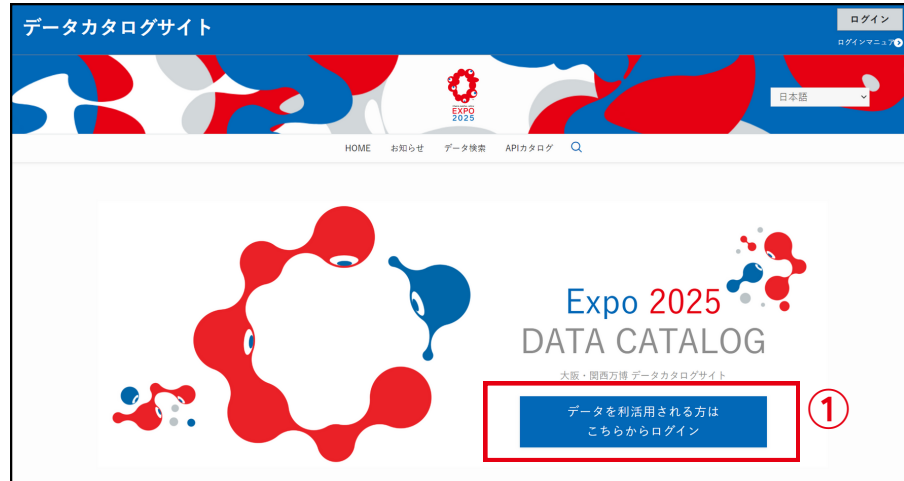 データカタログサイト
ログイン
ログインマニュアル
EXPO
2025
日本語
HOME お知らせ データ検索 APIカタログ
Expo 2025
DATA CATALOG
大阪・関西万博 データカタログサイト
データを利活用される方は
こちらからログイン
①